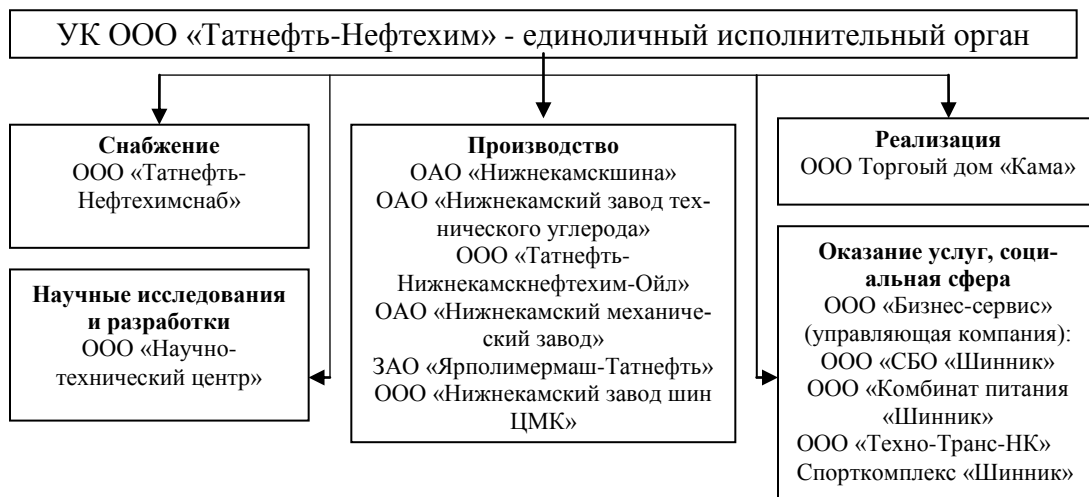 УК ООО «Татнефть-Нефтехим» - единоличный исполнительный орган
Снабжение
ООО «Татнефть-
Нефтехимснаб»
Научные исследования
и разработки
ООО «Научно-
технический центр»
Производство
ОАО «Нижнекамскшина»
ОАО «Нижнекамский завод тех-
нического углерода»
ООО «Татнефть-
Нижнекамскнефтехим-Ойл»
ОАО «Нижнекамский механиче-
ский завод»
ЗАО «Ярполимермаш-Татнефть»
ООО «Нижнекамский завод шин
ЦМК»
Реализация
ООО Торгоый дом «Кама»
Оказание услуг, соци-
альная сфера
ООО «Бизнес-сервис»
(управляющая компания):
ООО «СБО «Шинник»
ООО «Комбинат питания
«Шинник»
ООО «Техно-Транс-НК»
Спорткомплекс «Шинник»